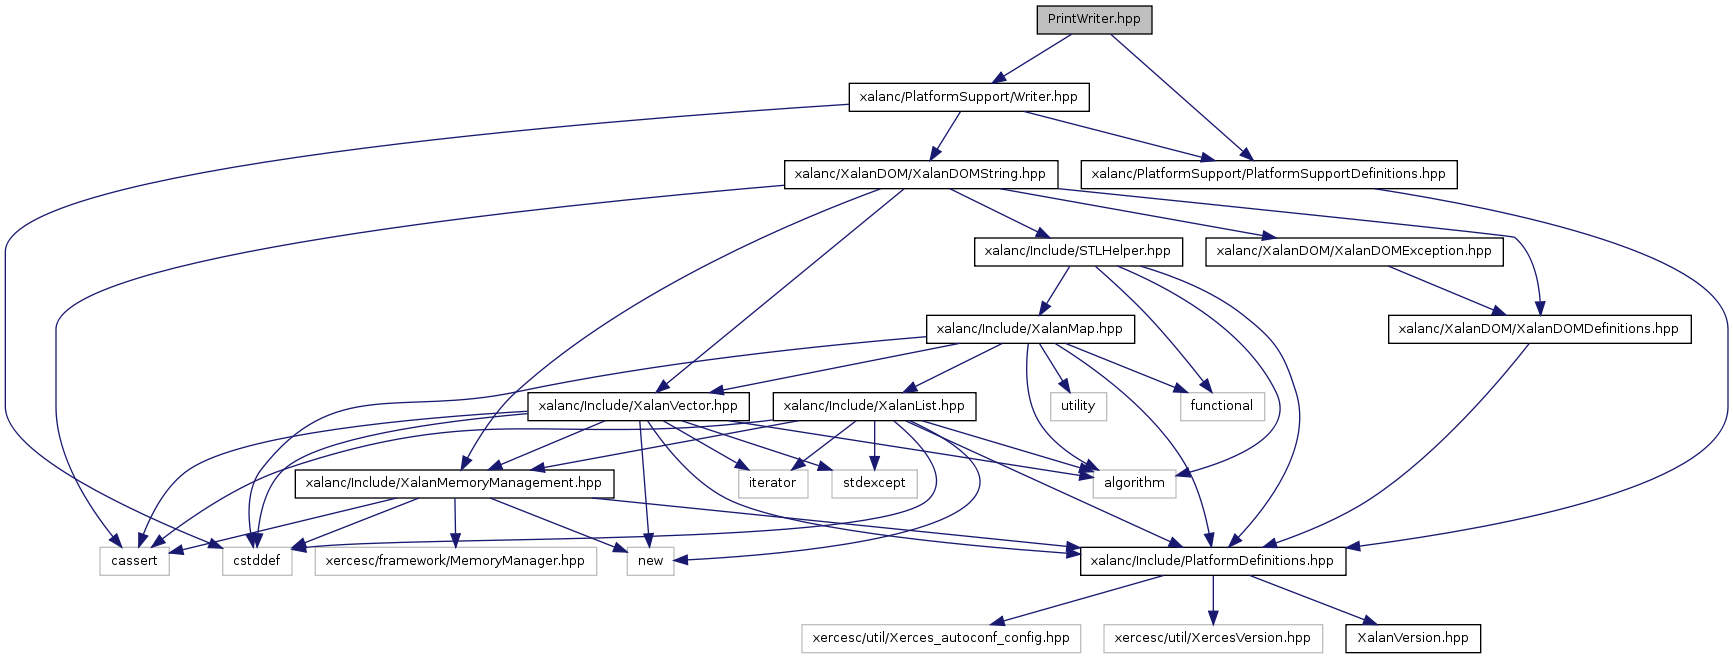 PrintWriter.hpp
xalanc/PlatformSupport/Writer.hpp
xalanc/XalanDOM/XalanDOMString.hpp
xalanc/PlatformSupport/PlatformSupportDefinitions.hpp
xalanc/Include/STLHelper.hpp
xalanc/XalanDOM/XalanDOMException.hpp
xalanc/Include/XalanMap.hpp
xalanc/XalanDOM/XalanDOMDefinitions.hpp
xalanc/Include/XalanVector.hpp
xalanc/Include/XalanList.hpp
utility
functional
xalanc/Include/XalanMemoryManagement.hpp
iterator
stdexcept
algorithm
cassert
cstddef
xercesc/framework/MemoryManager.hpp
new
xalanc/Include/PlatformDefinitions.hpp
xercesc/util/Xerces_autoconf_config.hpp
xercesc/util/XercesVersion.hpp
XalanVersion.hpp